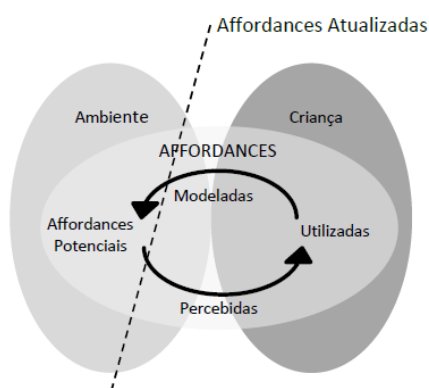 Affordances Atualizadas
Ambiente
Criança
AFFORDANCES
Modeladas
Affordances
Potenciais
Utilizadas
Percebidas